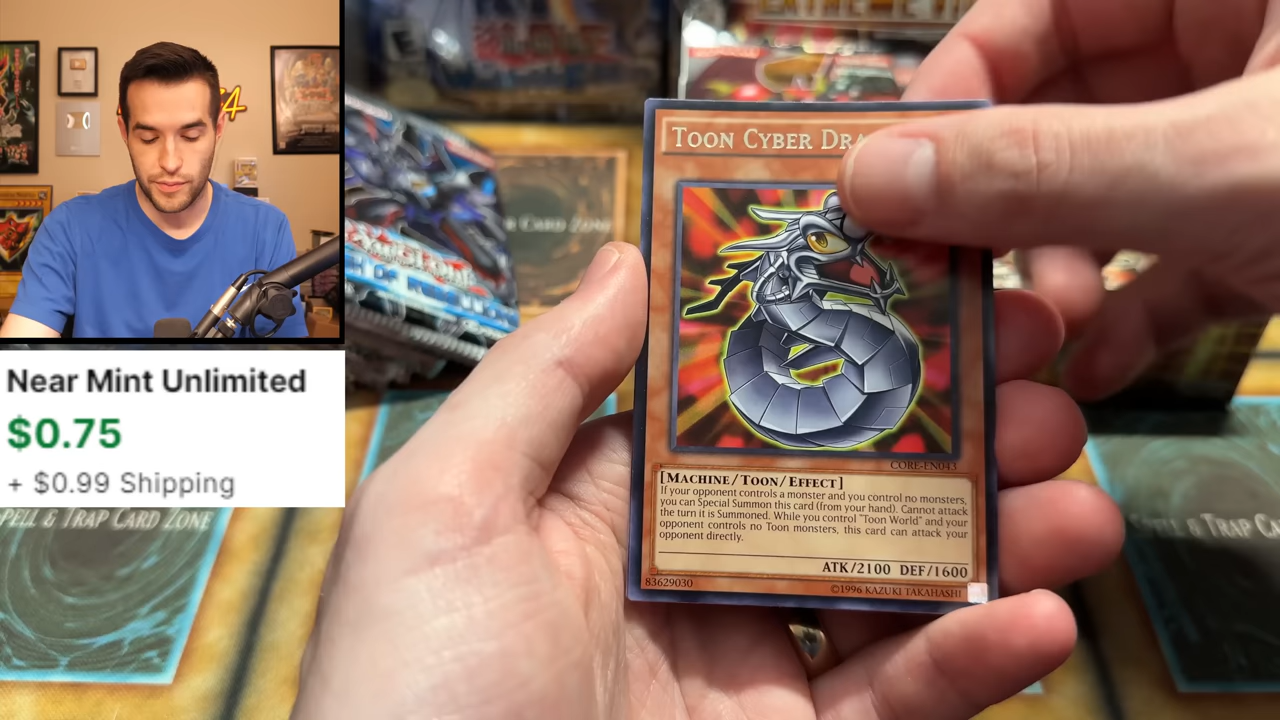 Near Mint Unlimited
$0.75
+ $0.99 Shipping
TOON CYBER DRA
CORE-EN043
[MACHINE/TOON/EFFECT]
If your opponent controls a monster and you control no monsters,
you can Special Summon this card (from your hand). Cannot attack
the turn it is Summoned. While you control "Toon World" and your
opponent controls no Toon monsters, this card can attack your
opponent directly.
ATK/2100 DEF/1600
83629030
©1996 KAZUKI TAKAHASHI
R CARD ZONE
SPELL & TRAP CARD ZONE
SPELL & TRAP CAR